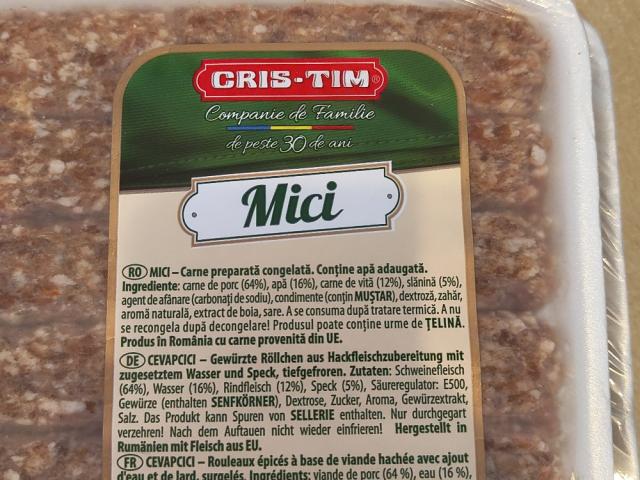 CRIS-TIM®
Companie de Familie
de peste 30 de ani
Mici
RO MICI – Carne preparată congelată. Conține apă adaugată.
Ingrediente: carne de porc (64%), apă (16%), carne de vită (12%), slănină (5%),
agent de afânare (carbonați de sodiu), condimente (conțin MUȘTAR), dextroză, zahăr,
aromă naturală, extract de boia, sare. A se consuma după tratare termică. A nu
se recongela după decongelare! Produsul poate conține urme de ȚELINĂ.
Produs în România cu carne provenită din UE.
DE CEVAPCICI – Gewürzte Röllchen aus Hackfleischzubereitung mit
zugesetztem Wasser und Speck, tiefgefroren. Zutaten: Schweinefleisch
(64%), Wasser (16%), Rindfleisch (12%), Speck (5%), Säureregulator: E500,
Gewürze (enthalten SENFKÖRNER), Dextrose, Zucker, Aroma, Gewürzextrakt,
Salz. Das Produkt kann Spuren von SELLERIE enthalten. Nur durchgegart
verzehren! Nach dem Auftauen nicht wieder einfrieren! Hergestellt in
Rumänien mit Fleisch aus EU.
FR CEVAPCICI – Rouleaux épicés à base de viande hachée avec ajout
d'eau et de lard, surgelés. Ingrédients: viande de porc (64 %), eau (16 %),